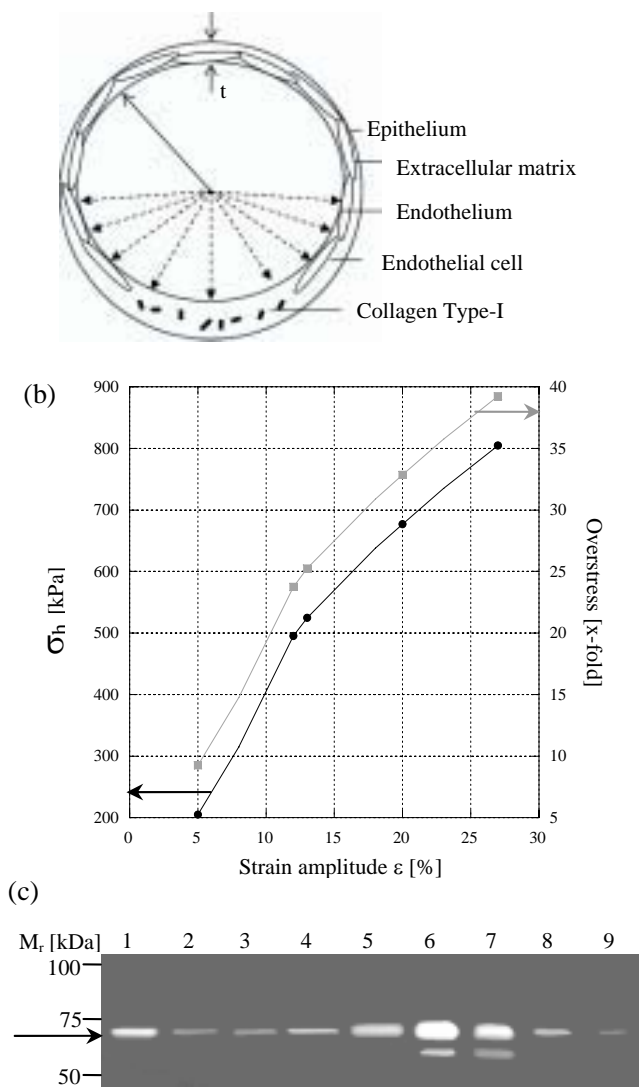 t
Epithelium
Extracellular matrix
Endothelium
Endothelial cell
Collagen Type-I
(b)
900
800
700
600
500
400
300
200
σh [kPa]
40
35
30
25
20
15
10
5
Overstress [x-fold]
0 5 10 15 20 25 30
Strain amplitude ε [%]
(c)
Mr [kDa] 1 2 3 4 5 6 7 8 9
100
75
50